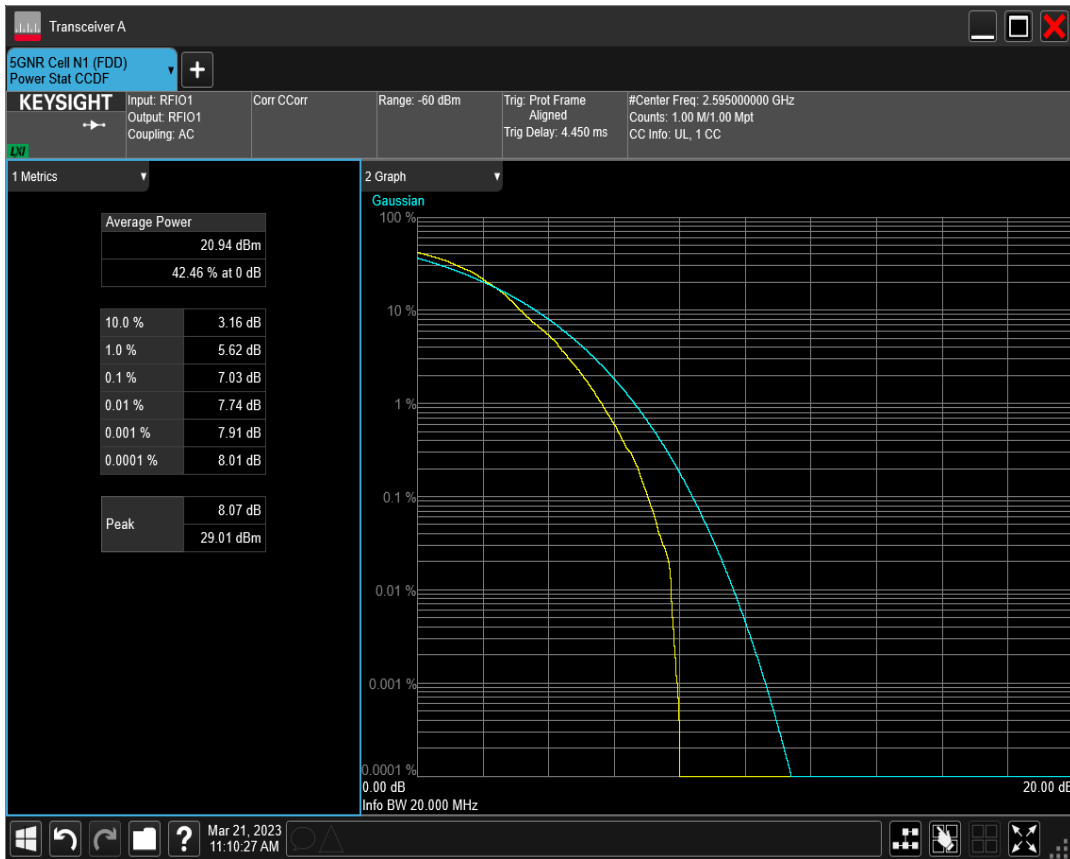 Transceiver A
5GNR Cell N1 (FDD)
Power Stat CCDF
+
KEYSIGHT
LXI
Input: RFIO1
Output: RFIO1
Coupling: AC
Corr CCorr
Range: -60 dBm
Trig: Prot Frame
Aligned
Trig Delay: 4.450 ms
#Center Freq: 2.595000000 GHz
Counts: 1.00 M/1.00 Mpt
CC Info: UL, 1 CC
1 Metrics
Average Power
20.94 dBm
42.46 % at 0 dB
10.0 % 3.16 dB
1.0 % 5.62 dB
0.1 % 7.03 dB
0.01 % 7.74 dB
0.001 % 7.91 dB
0.0001 % 8.01 dB
Peak 8.07 dB
29.01 dBm
2 Graph
Gaussian
100 %
10 %
1 %
0.1 %
0.01 %
0.001 %
0.0001 %
0.00 dB 20.00 dB
Info BW 20.000 MHz
?
Mar 21, 2023
11:10:27 AM